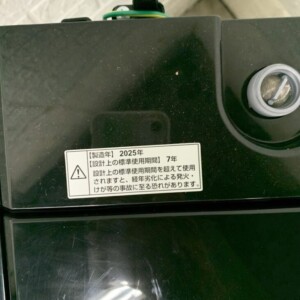 【製造年】 2025年
【設計上の標準使用期間】 7年
設計上の標準使用期間を超えて使用
されますと、経年劣化による発火・
けが等の事故に至る恐れがあります。